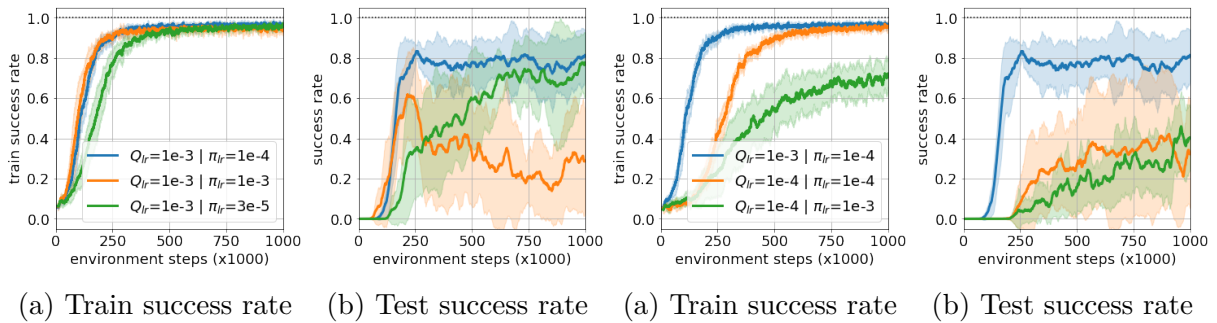 train success rate
1.0
0.8
0.6
0.4
0.2
0.0
Q_lr=1e-3 | π_lr=1e-4
Q_lr=1e-3 | π_lr=1e-3
Q_lr=1e-3 | π_lr=3e-5
0 250 500 750 1000
environment steps (x1000)
(a) Train success rate
success rate
1.0
0.8
0.6
0.4
0.2
0.0
0 250 500 750 1000
environment steps (x1000)
(b) Test success rate
train success rate
1.0
0.8
0.6
0.4
0.2
0.0
Q_lr=1e-3 | π_lr=1e-4
Q_lr=1e-4 | π_lr=1e-4
Q_lr=1e-4 | π_lr=1e-3
0 250 500 750 1000
environment steps (x1000)
(a) Train success rate
success rate
1.0
0.8
0.6
0.4
0.2
0.0
0 250 500 750 1000
environment steps (x1000)
(b) Test success rate